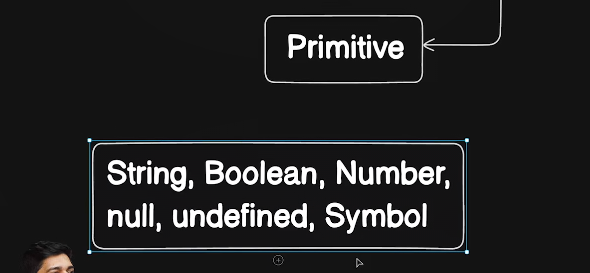 Primitive
String, Boolean, Number,
null, undefined, Symbol